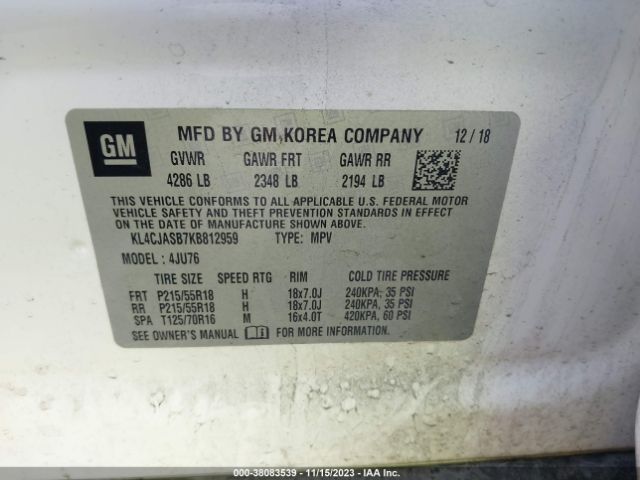 GM
MFD BY GM KOREA COMPANY 12/18
GVWR GAWR FRT GAWR RR
4286 LB 2348 LB 2194 LB
THIS VEHICLE CONFORMS TO ALL APPLICABLE U.S. FEDERAL MOTOR
VEHICLE SAFETY AND THEFT PREVENTION STANDARDS IN EFFECT
ON THE DATE OF MANUFACTURE SHOWN ABOVE.
KL4CJASB7KB812959 TYPE: MPV
MODEL: 4JU76
TIRE SIZE SPEED RTG RIM COLD TIRE PRESSURE
FRT P215/55R18 H 18x7.0J 240KPA, 35 PSI
RR P215/55R18 H 18x7.0J 240KPA, 35 PSI
SPA T125/70R16 M 16x4.0T 420KPA, 60 PSI
SEE OWNER'S MANUAL FOR MORE INFORMATION.
000-38083539 - 11/15/2023 - IAA Inc.